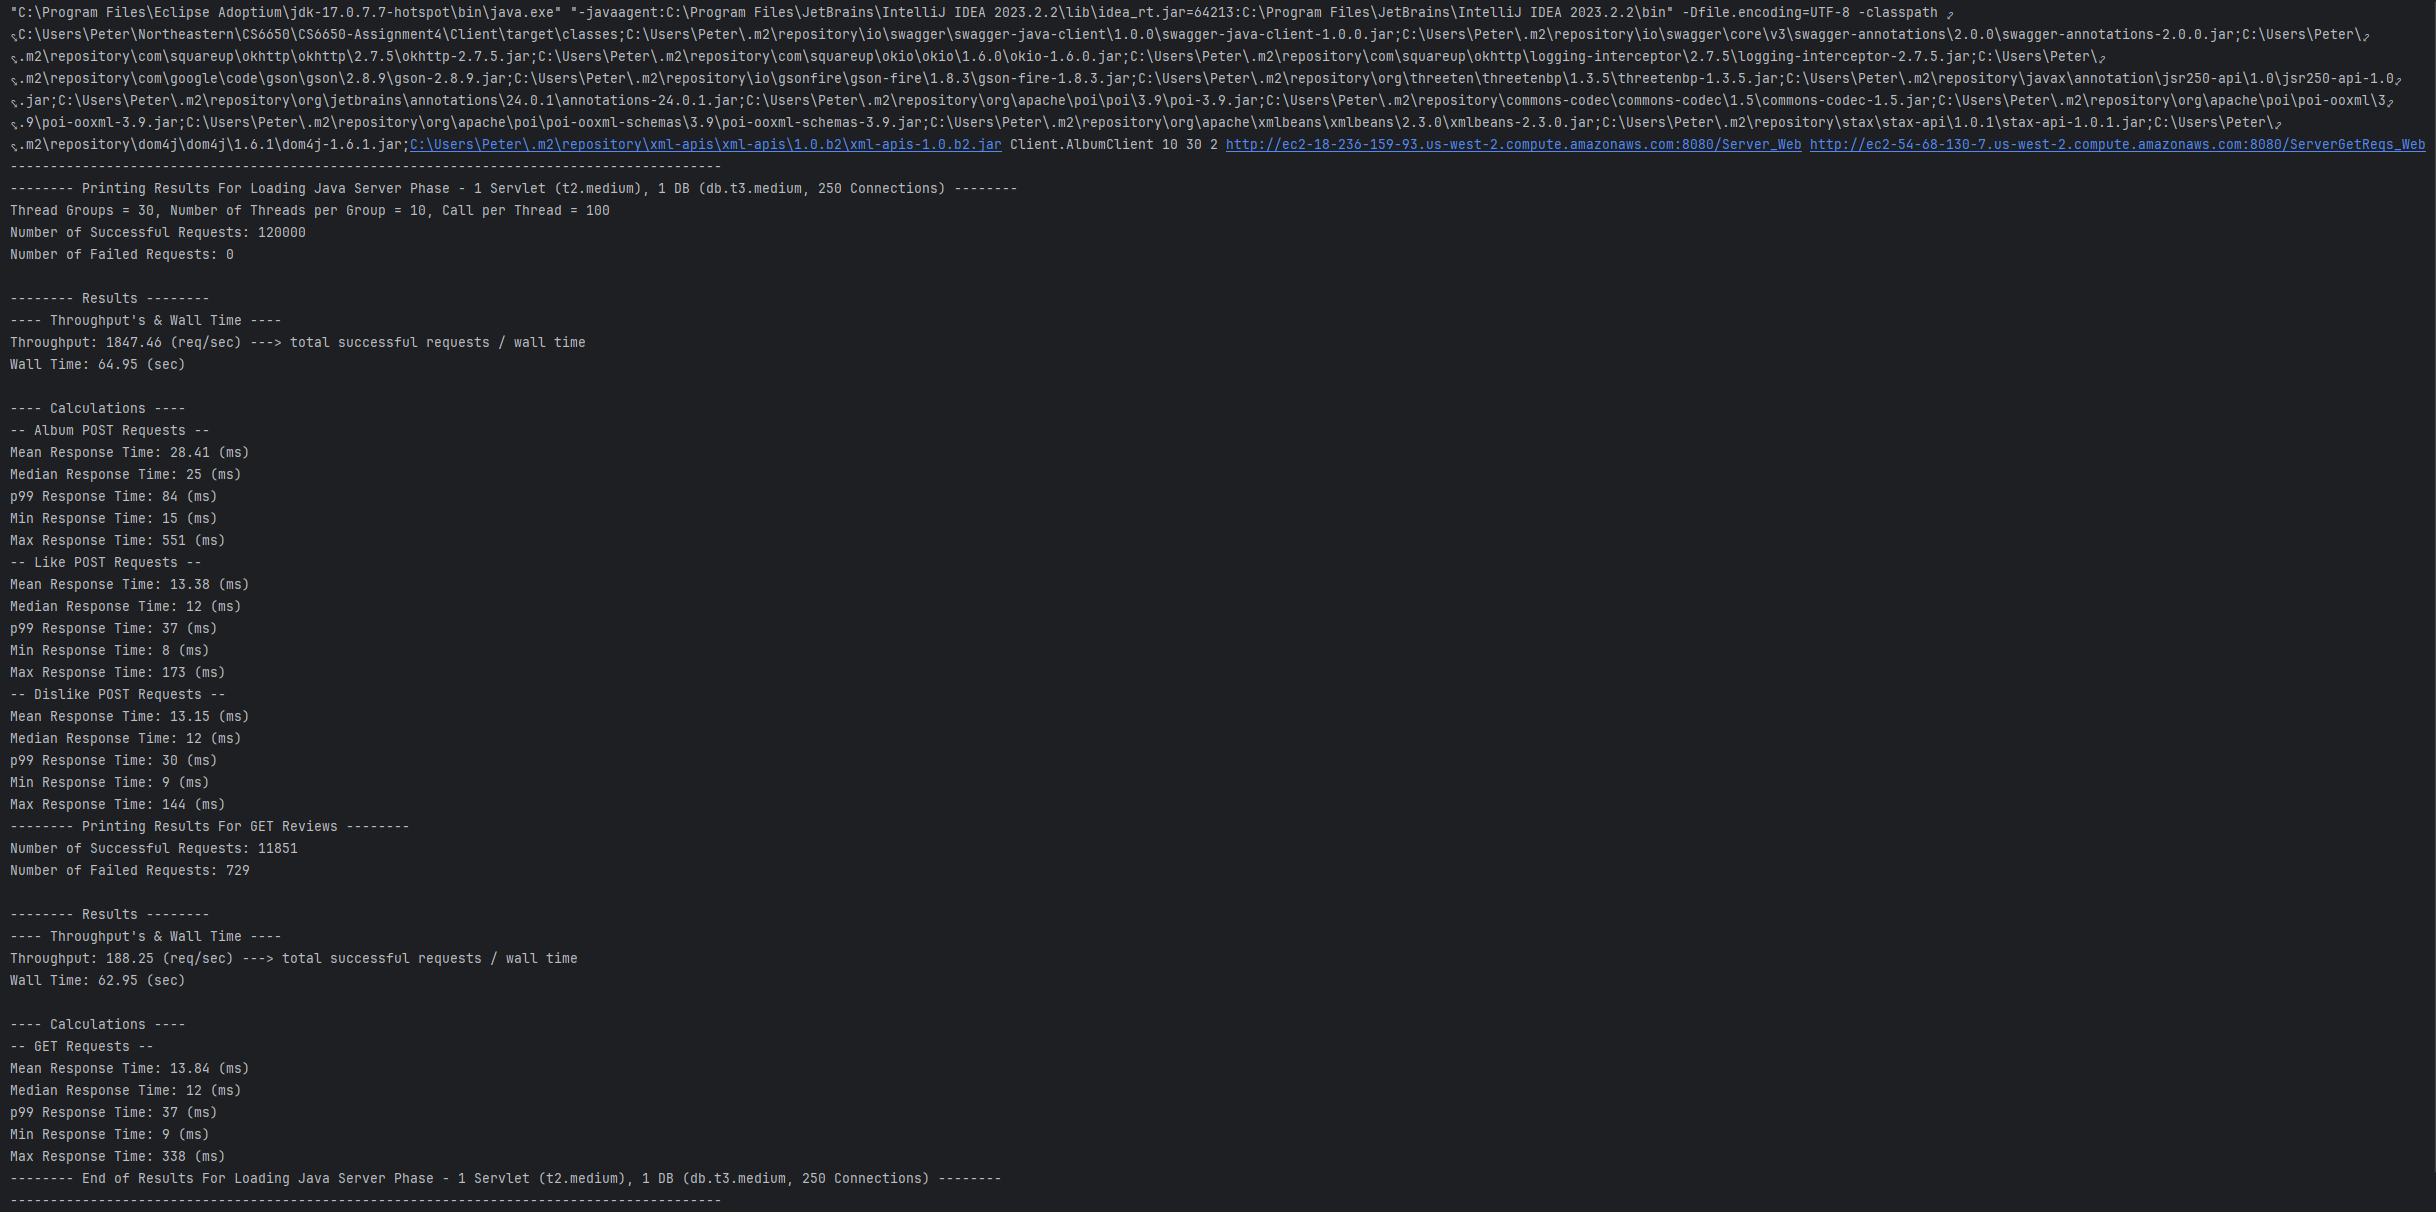 "C:\Program Files\Eclipse Adoptium\jdk-17.0.7.7-hotspot\bin\java.exe" "-javaagent:C:\Program Files\JetBrains\IntelliJ IDEA 2023.2.2\lib\idea_rt.jar=64213:C:\Program Files\JetBrains\IntelliJ IDEA 2023.2.2\bin" -Dfile.encoding=UTF-8 -classpath
C:\Users\Peter\Northeastern\CS6650\CS6650-Assignment4\Client\target\classes;C:\Users\Peter\.m2\repository\io\swagger\swagger-java-client\1.0.0\swagger-java-client-1.0.0.jar;C:\Users\Peter\.m2\repository\io\swagger\core\v3\swagger-annotations\2.0.0\swagger-annotations-2.0.0.jar;C:\Users\Peter\
.m2\repository\com\squareup\okhttp\okhttp\2.7.5\okhttp-2.7.5.jar;C:\Users\Peter\.m2\repository\com\squareup\okio\okio\1.6.0\okio-1.6.0.jar;C:\Users\Peter\.m2\repository\com\squareup\okhttp\logging-interceptor\2.7.5\logging-interceptor-2.7.5.jar;C:\Users\Peter\
.m2\repository\com\google\code\gson\gson\2.8.9\gson-2.8.9.jar;C:\Users\Peter\.m2\repository\io\gsonfire\gson-fire\1.8.3\gson-fire-1.8.3.jar;C:\Users\Peter\.m2\repository\org\threeten\threetenbp\1.3.5\threetenbp-1.3.5.jar;C:\Users\Peter\.m2\repository\javax\annotation\jsr250-api\1.0\jsr250-api-1.0
.jar;C:\Users\Peter\.m2\repository\org\jetbrains\annotations\24.0.1\annotations-24.0.1.jar;C:\Users\Peter\.m2\repository\org\apache\poi\poi\3.9\poi-3.9.jar;C:\Users\Peter\.m2\repository\commons-codec\commons-codec\1.5\commons-codec-1.5.jar;C:\Users\Peter\.m2\repository\org\apache\poi\poi-ooxml\3
.9\poi-ooxml-3.9.jar;C:\Users\Peter\.m2\repository\org\apache\poi\poi-ooxml-schemas\3.9\poi-ooxml-schemas-3.9.jar;C:\Users\Peter\.m2\repository\org\apache\xmlbeans\xmlbeans\2.3.0\xmlbeans-2.3.0.jar;C:\Users\Peter\.m2\repository\stax\stax-api\1.0.1\stax-api-1.0.1.jar;C:\Users\Peter\
.m2\repository\dom4j\dom4j\1.6.1\dom4j-1.6.1.jar;C:\Users\Peter\.m2\repository\xml-apis\xml-apis\1.0.b2\xml-apis-1.0.b2.jar Client.AlbumClient 10 30 2 http://ec2-18-236-159-93.us-west-2.compute.amazonaws.com:8080/Server_Web http://ec2-54-68-130-7.us-west-2.compute.amazonaws.com:8080/ServerGetReqs_Web
-----------------------------------------------------------------------------------------
-------- Printing Results For Loading Java Server Phase - 1 Servlet (t2.medium), 1 DB (db.t3.medium, 250 Connections) --------
Thread Groups = 30, Number of Threads per Group = 10, Call per Thread = 100
Number of Successful Requests: 120000
Number of Failed Requests: 0

-------- Results --------
---- Throughput's & Wall Time ----
Throughput: 1847.46 (req/sec) ---> total successful requests / wall time
Wall Time: 64.95 (sec)

---- Calculations ----
-- Album POST Requests --
Mean Response Time: 28.41 (ms)
Median Response Time: 25 (ms)
p99 Response Time: 84 (ms)
Min Response Time: 15 (ms)
Max Response Time: 551 (ms)
-- Like POST Requests --
Mean Response Time: 13.38 (ms)
Median Response Time: 12 (ms)
p99 Response Time: 37 (ms)
Min Response Time: 8 (ms)
Max Response Time: 173 (ms)
-- Dislike POST Requests --
Mean Response Time: 13.15 (ms)
Median Response Time: 12 (ms)
p99 Response Time: 30 (ms)
Min Response Time: 9 (ms)
Max Response Time: 144 (ms)
-------- Printing Results For GET Reviews --------
Number of Successful Requests: 11851
Number of Failed Requests: 729

-------- Results --------
---- Throughput's & Wall Time ----
Throughput: 188.25 (req/sec) ---> total successful requests / wall time
Wall Time: 62.95 (sec)

---- Calculations ----
-- GET Requests --
Mean Response Time: 13.84 (ms)
Median Response Time: 12 (ms)
p99 Response Time: 37 (ms)
Min Response Time: 9 (ms)
Max Response Time: 338 (ms)
-------- End of Results For Loading Java Server Phase - 1 Servlet (t2.medium), 1 DB (db.t3.medium, 250 Connections) --------
-----------------------------------------------------------------------------------------